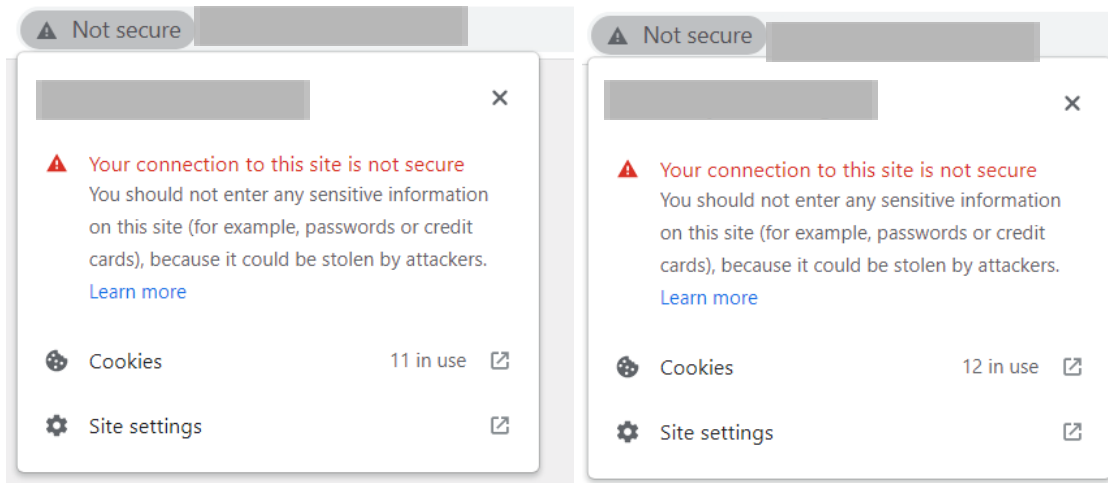 Not secure
Your connection to this site is not secure
You should not enter any sensitive information
on this site (for example, passwords or credit
cards), because it could be stolen by attackers.
Learn more
Cookies 11 in use
Site settings
Not secure
Your connection to this site is not secure
You should not enter any sensitive information
on this site (for example, passwords or credit
cards), because it could be stolen by attackers.
Learn more
Cookies 12 in use
Site settings